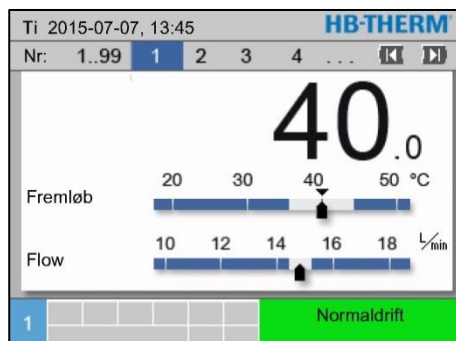 Ti 2015-07-07, 13:45 HB-THERM
Nr: 1..99 1 2 3 4 ...
40.0
20 30 40 50 °C
Fremløb
10 12 14 16 18 L/min
Flow
1 Normaldrift